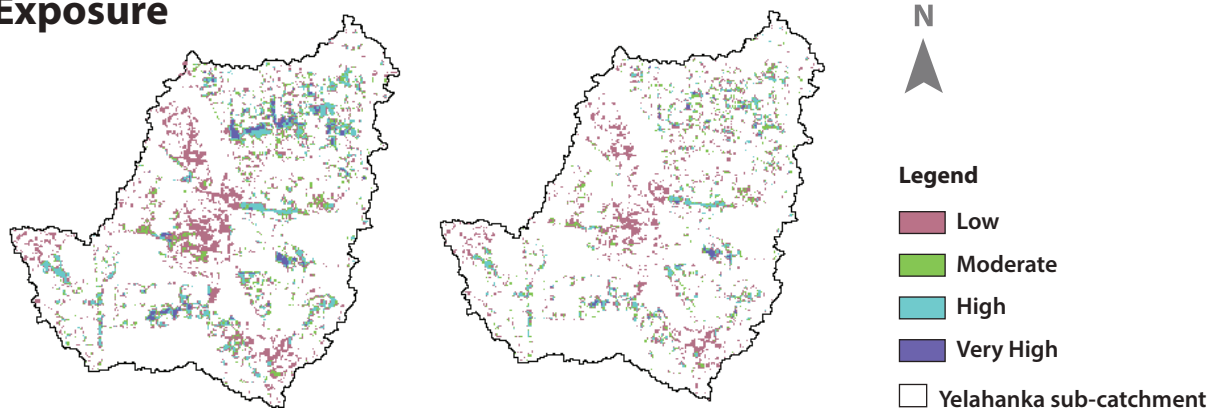 Exposure
N
Legend
Low
Moderate
High
Very High
Yelahanka sub-catchment